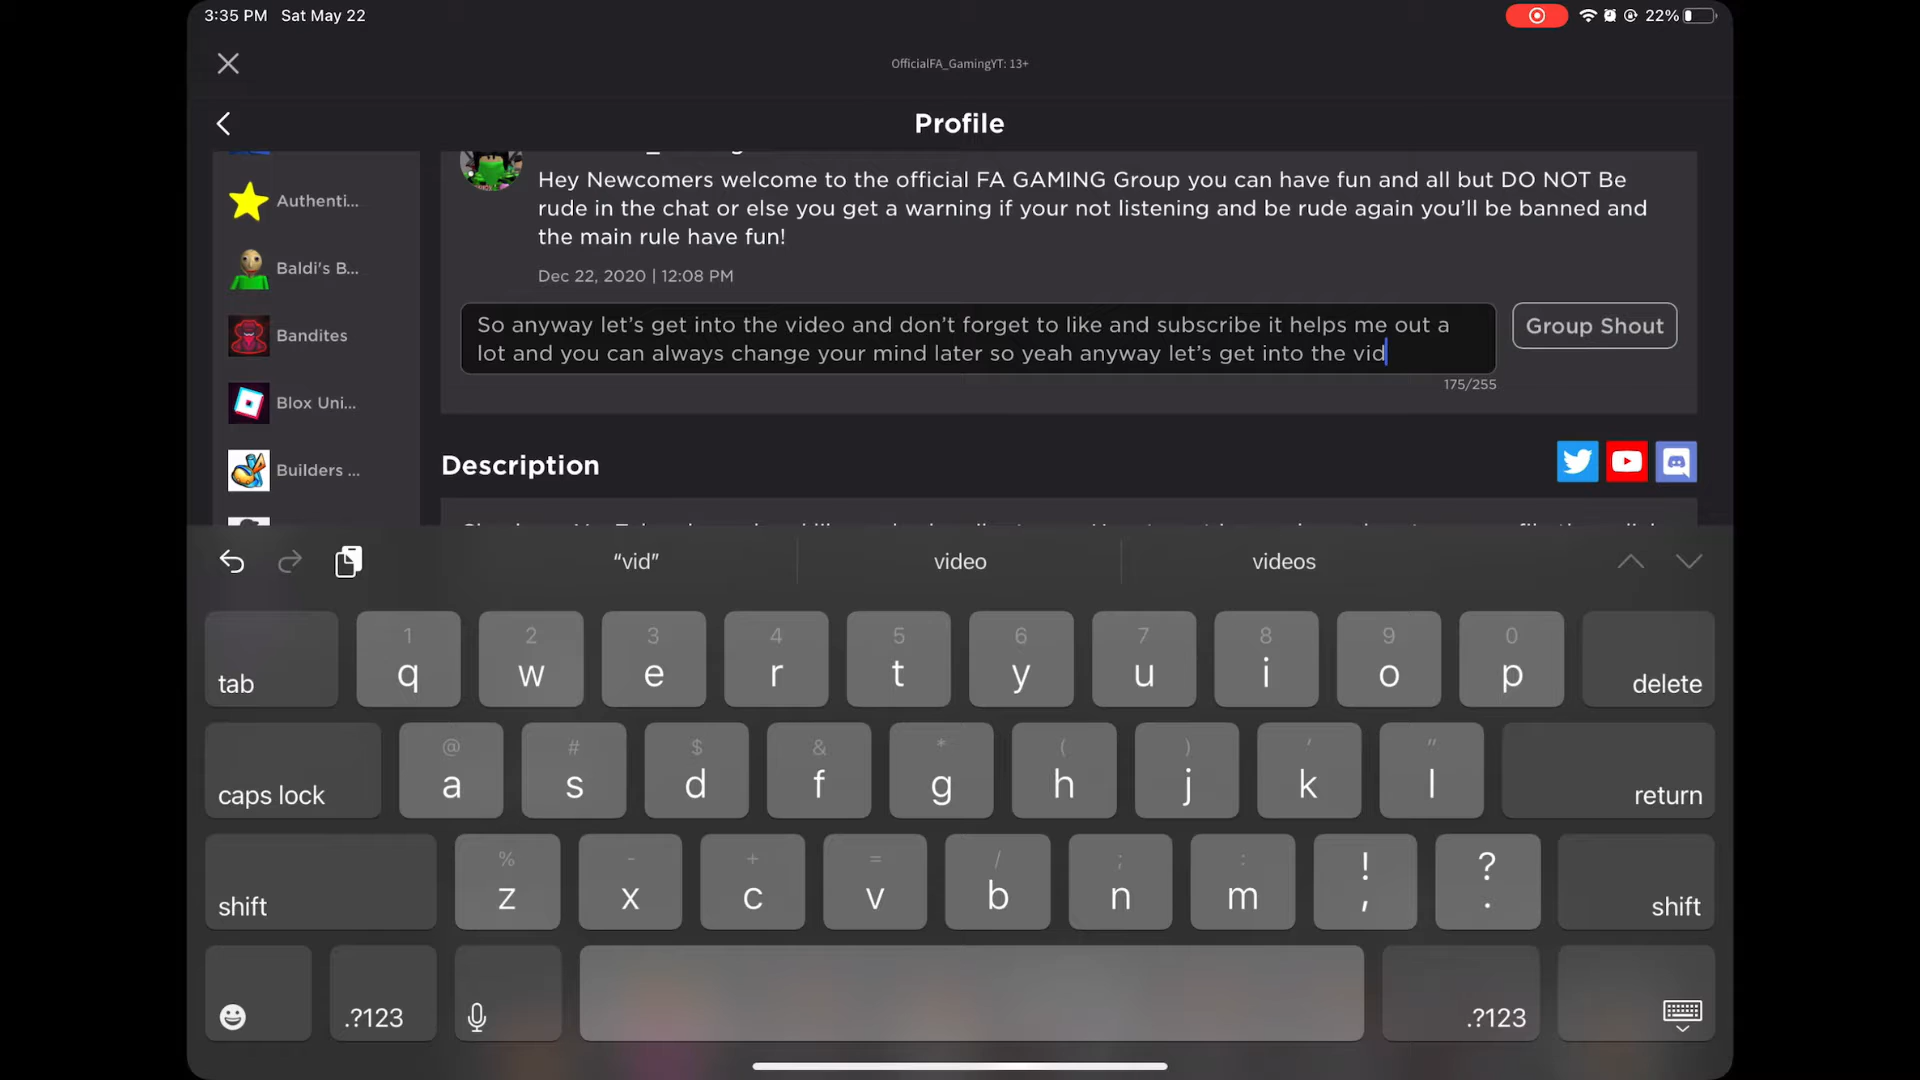 3:35 PM Sat May 22
22%
OfficialFA_GamingYT: 13+
Profile
Authenti...
Baldi's B...
Bandites
Blox Uni...
Builders ...
Hey Newcomers welcome to the official FA GAMING Group you can have fun and all but DO NOT Be
rude in the chat or else you get a warning if your not listening and be rude again you’ll be banned and
the main rule have fun!
Dec 22, 2020 | 12:08 PM
So anyway let’s get into the video and don’t forget to like and subscribe it helps me out a
lot and you can always change your mind later so yeah anyway let’s get into the vid
Group Shout
175/255
Description
“vid” video videos
1 2 3 4 5 6 7 8 9 0
tab q w e r t y u i o p delete
@ # $ & * ( ) ' "
caps lock a s d f g h j k l return
% - + = / ; : ! ?
shift z x c v b n m , . shift
.?123 .?123